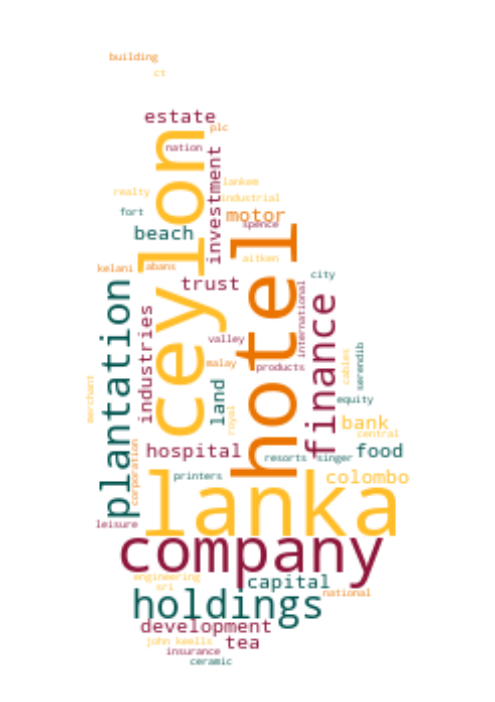 building
ct
estate
plc
ceylon
nation
investment
lankem
realty
industrial
fort
motor
spence
beach
hotel
aitken
kelani
abans
trust
city
plantation
international
finance
industries
valley
serendib
malay
products
cables
merchant
land
royal
equity
bank
central
hospital
food
corporation
resorts
singer
printers
colombo
lanka
leisure
company
engineering
capital
sri
national
holdings
development
john keells
tea
insurance
ceramic